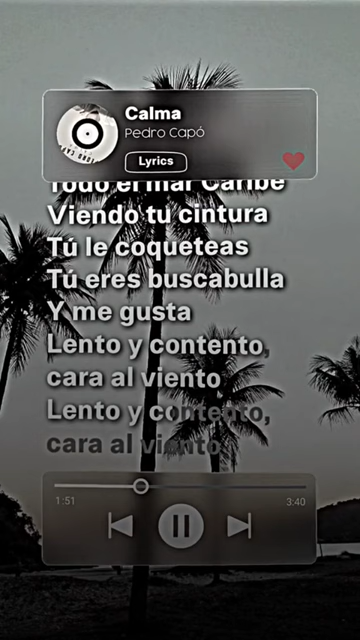 Calma
Pedro Capó
Lyrics
Todo el mar Caribe
Viendo tu cintura
Tú le coqueteas
Tú eres buscabulla
Y me gusta
Lento y contento,
cara al viento
Lento y contento,
cara al viento
1:51
3:40